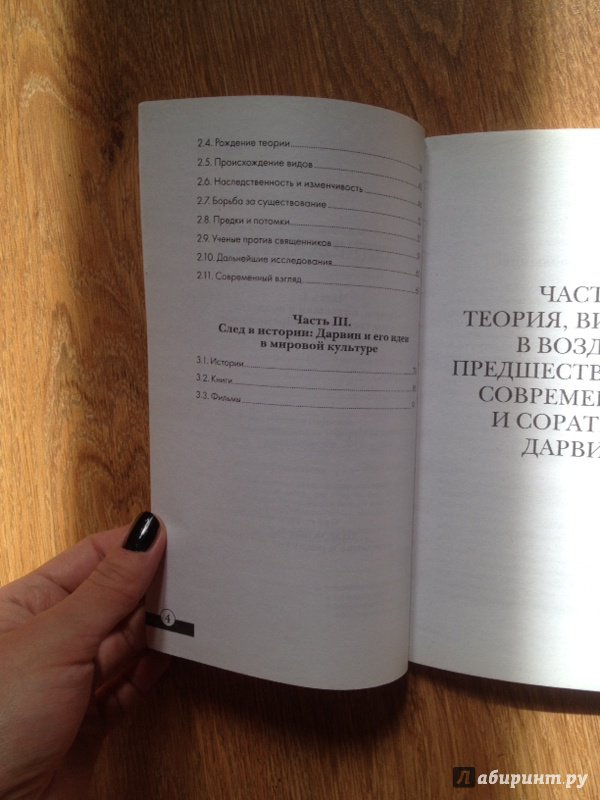 2.4. Рождение теории
2.5. Происхождение видов
2.6. Наследственность и изменчивость
2.7. Борьба за существование
2.8. Предки и потомки
2.9. Ученые против священников
2.10. Дальнейшие исследования
2.11. Современный взгляд
Часть III.
След в истории: Дарвин и его идея
в мировой культуре
3.1. Истории
3.2. Книги
3.3. Фильмы
4
ЧАСТ
ТЕОРИЯ, ВИ
В ВОЗД
ПРЕДШЕСТВ
СОВРЕМЕ
И СОРАТ
ДАРВИ
Лабиринт.ру